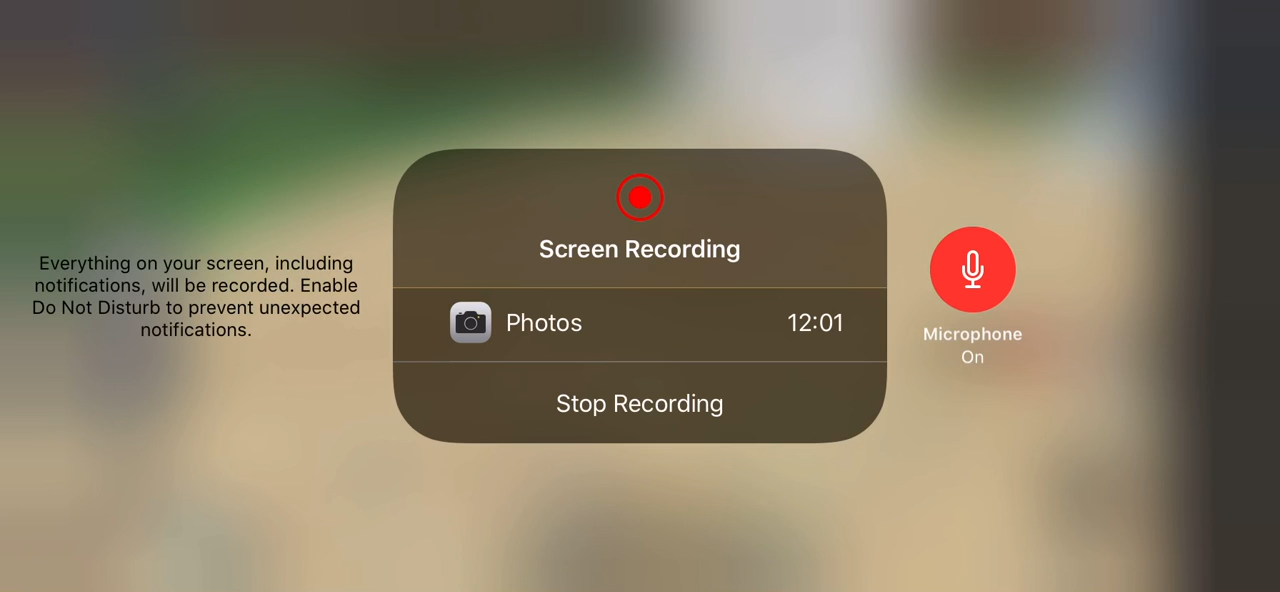 Everything on your screen, including
notifications, will be recorded. Enable
Do Not Disturb to prevent unexpected
notifications.
Screen Recording
Photos 12:01
Stop Recording
Microphone
On